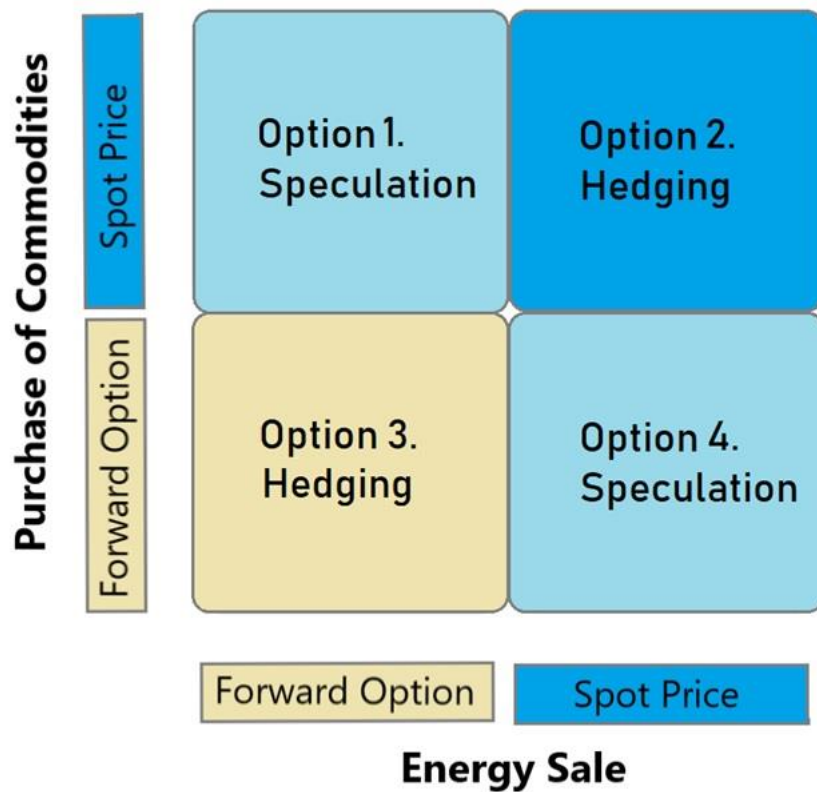 Purchase of Commodities
Spot Price
Forward Option
Option 1.
Speculation
Option 2.
Hedging
Option 3.
Hedging
Option 4.
Speculation
Forward Option
Spot Price
Energy Sale